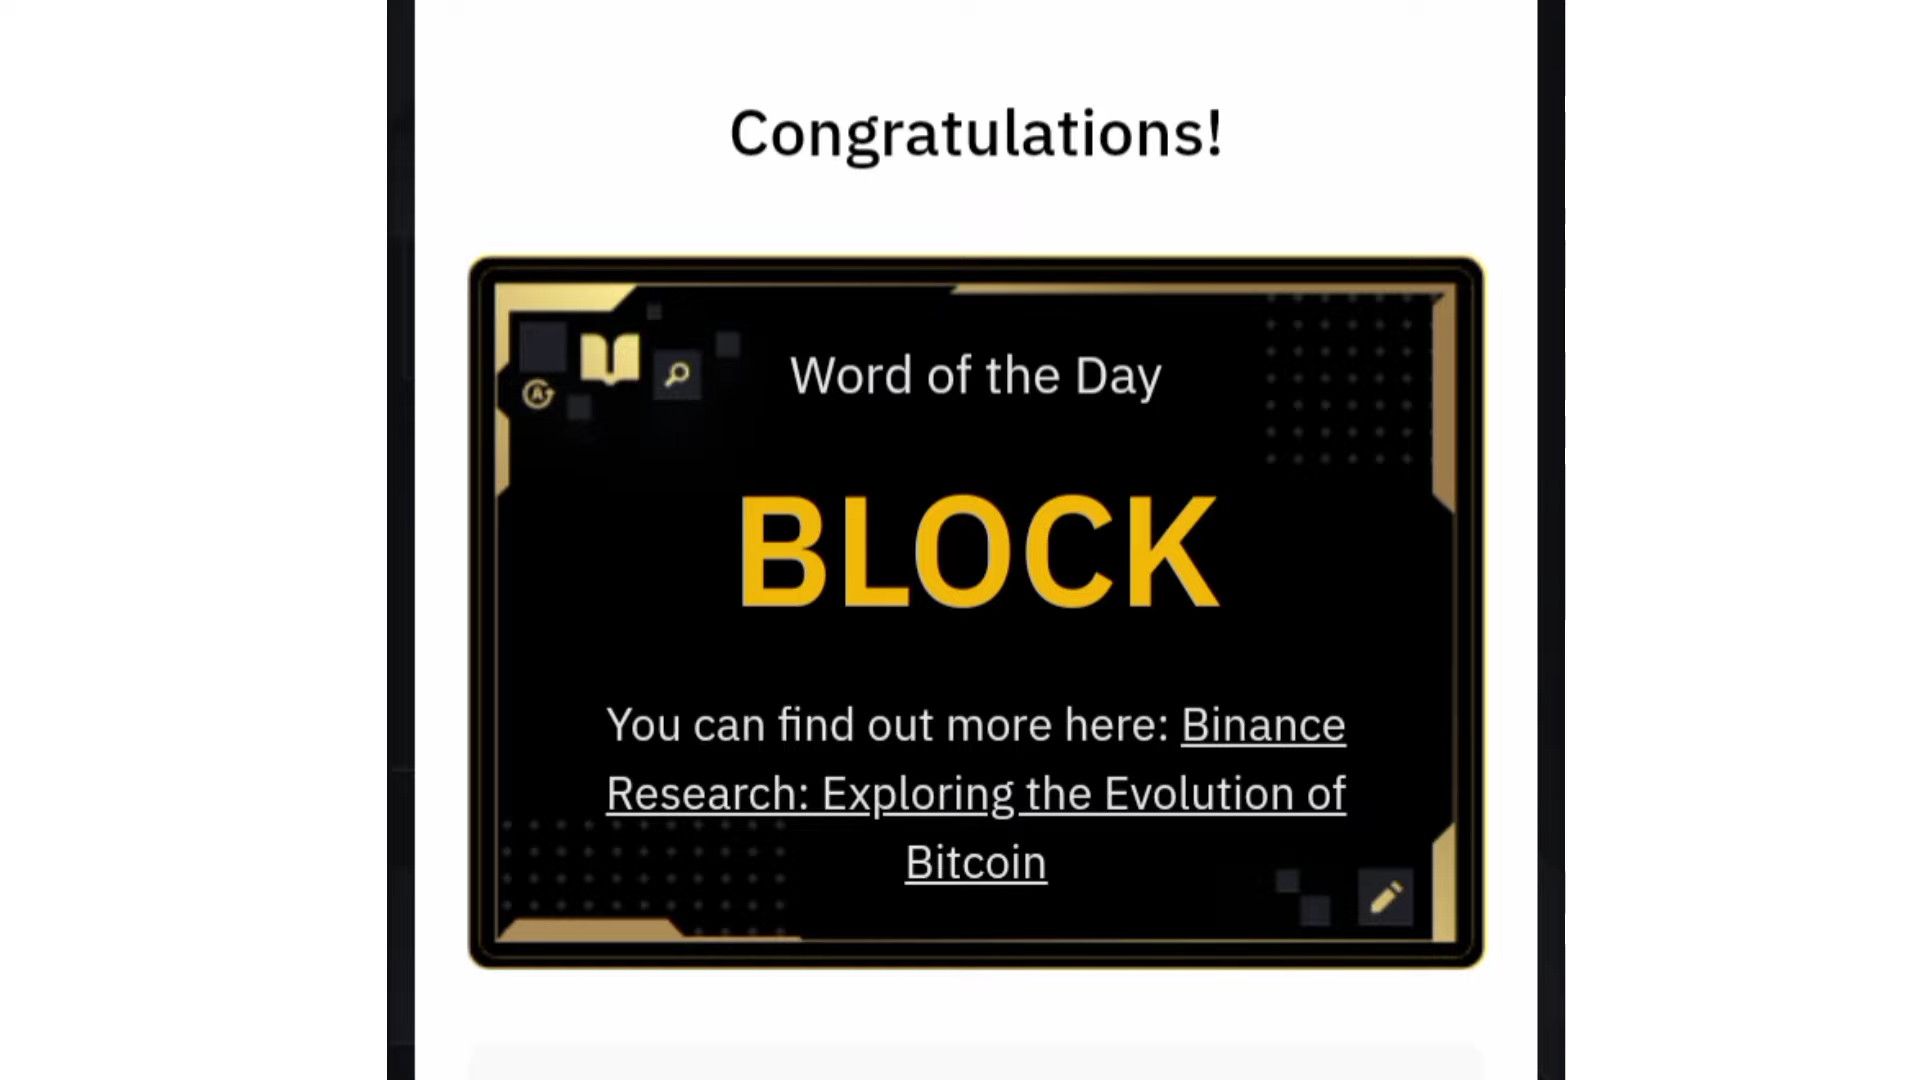 Congratulations!
Word of the Day
BLOCK
You can find out more here: Binance
Research: Exploring the Evolution of
Bitcoin